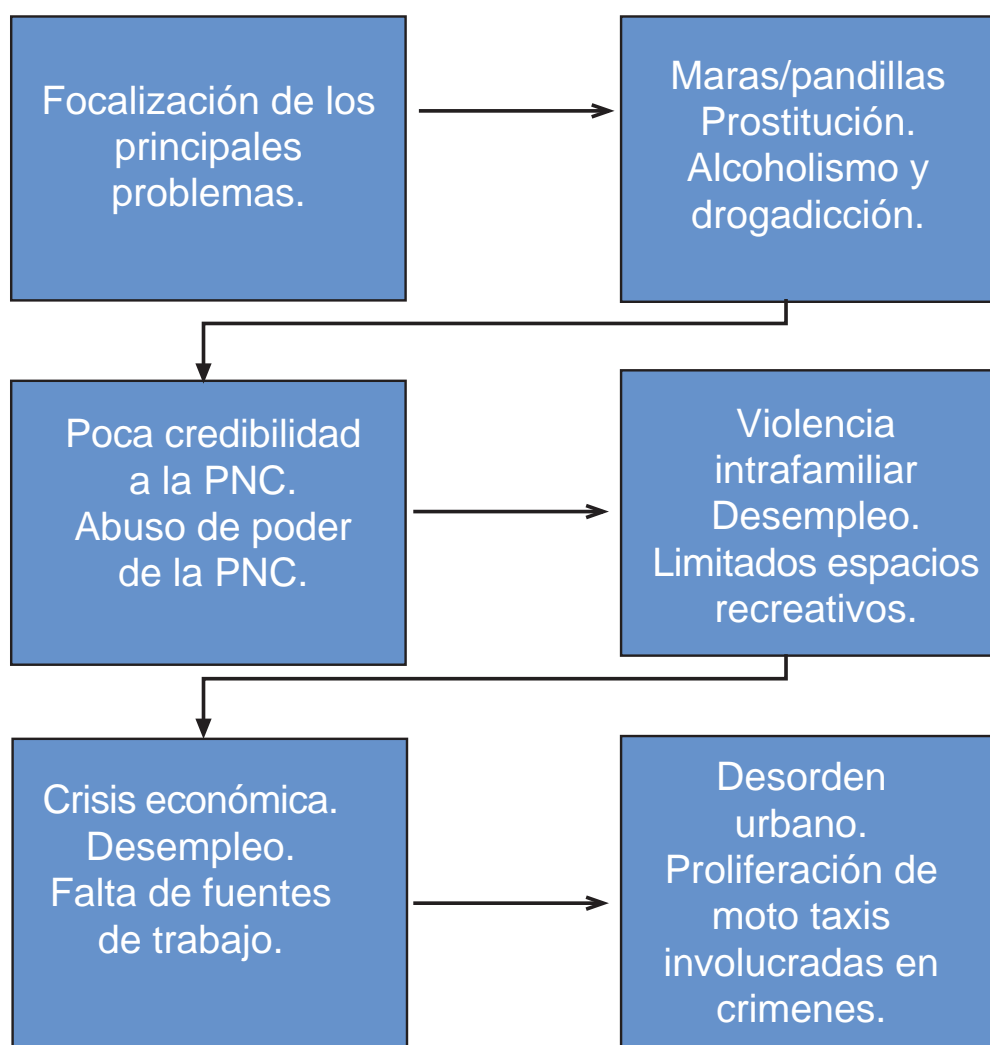 Focalización de los
principales
problemas.
Maras/pandillas
Prostitución.
Alcoholismo y
drogadicción.
Poca credibilidad
a la PNC.
Abuso de poder
de la PNC.
Violencia
intrafamiliar
Desempleo.
Limitados espacios
recreativos.
Crisis económica.
Desempleo.
Falta de fuentes
de trabajo.
Desorden
urbano.
Proliferación de
moto taxis
involucradas en
crimenes.